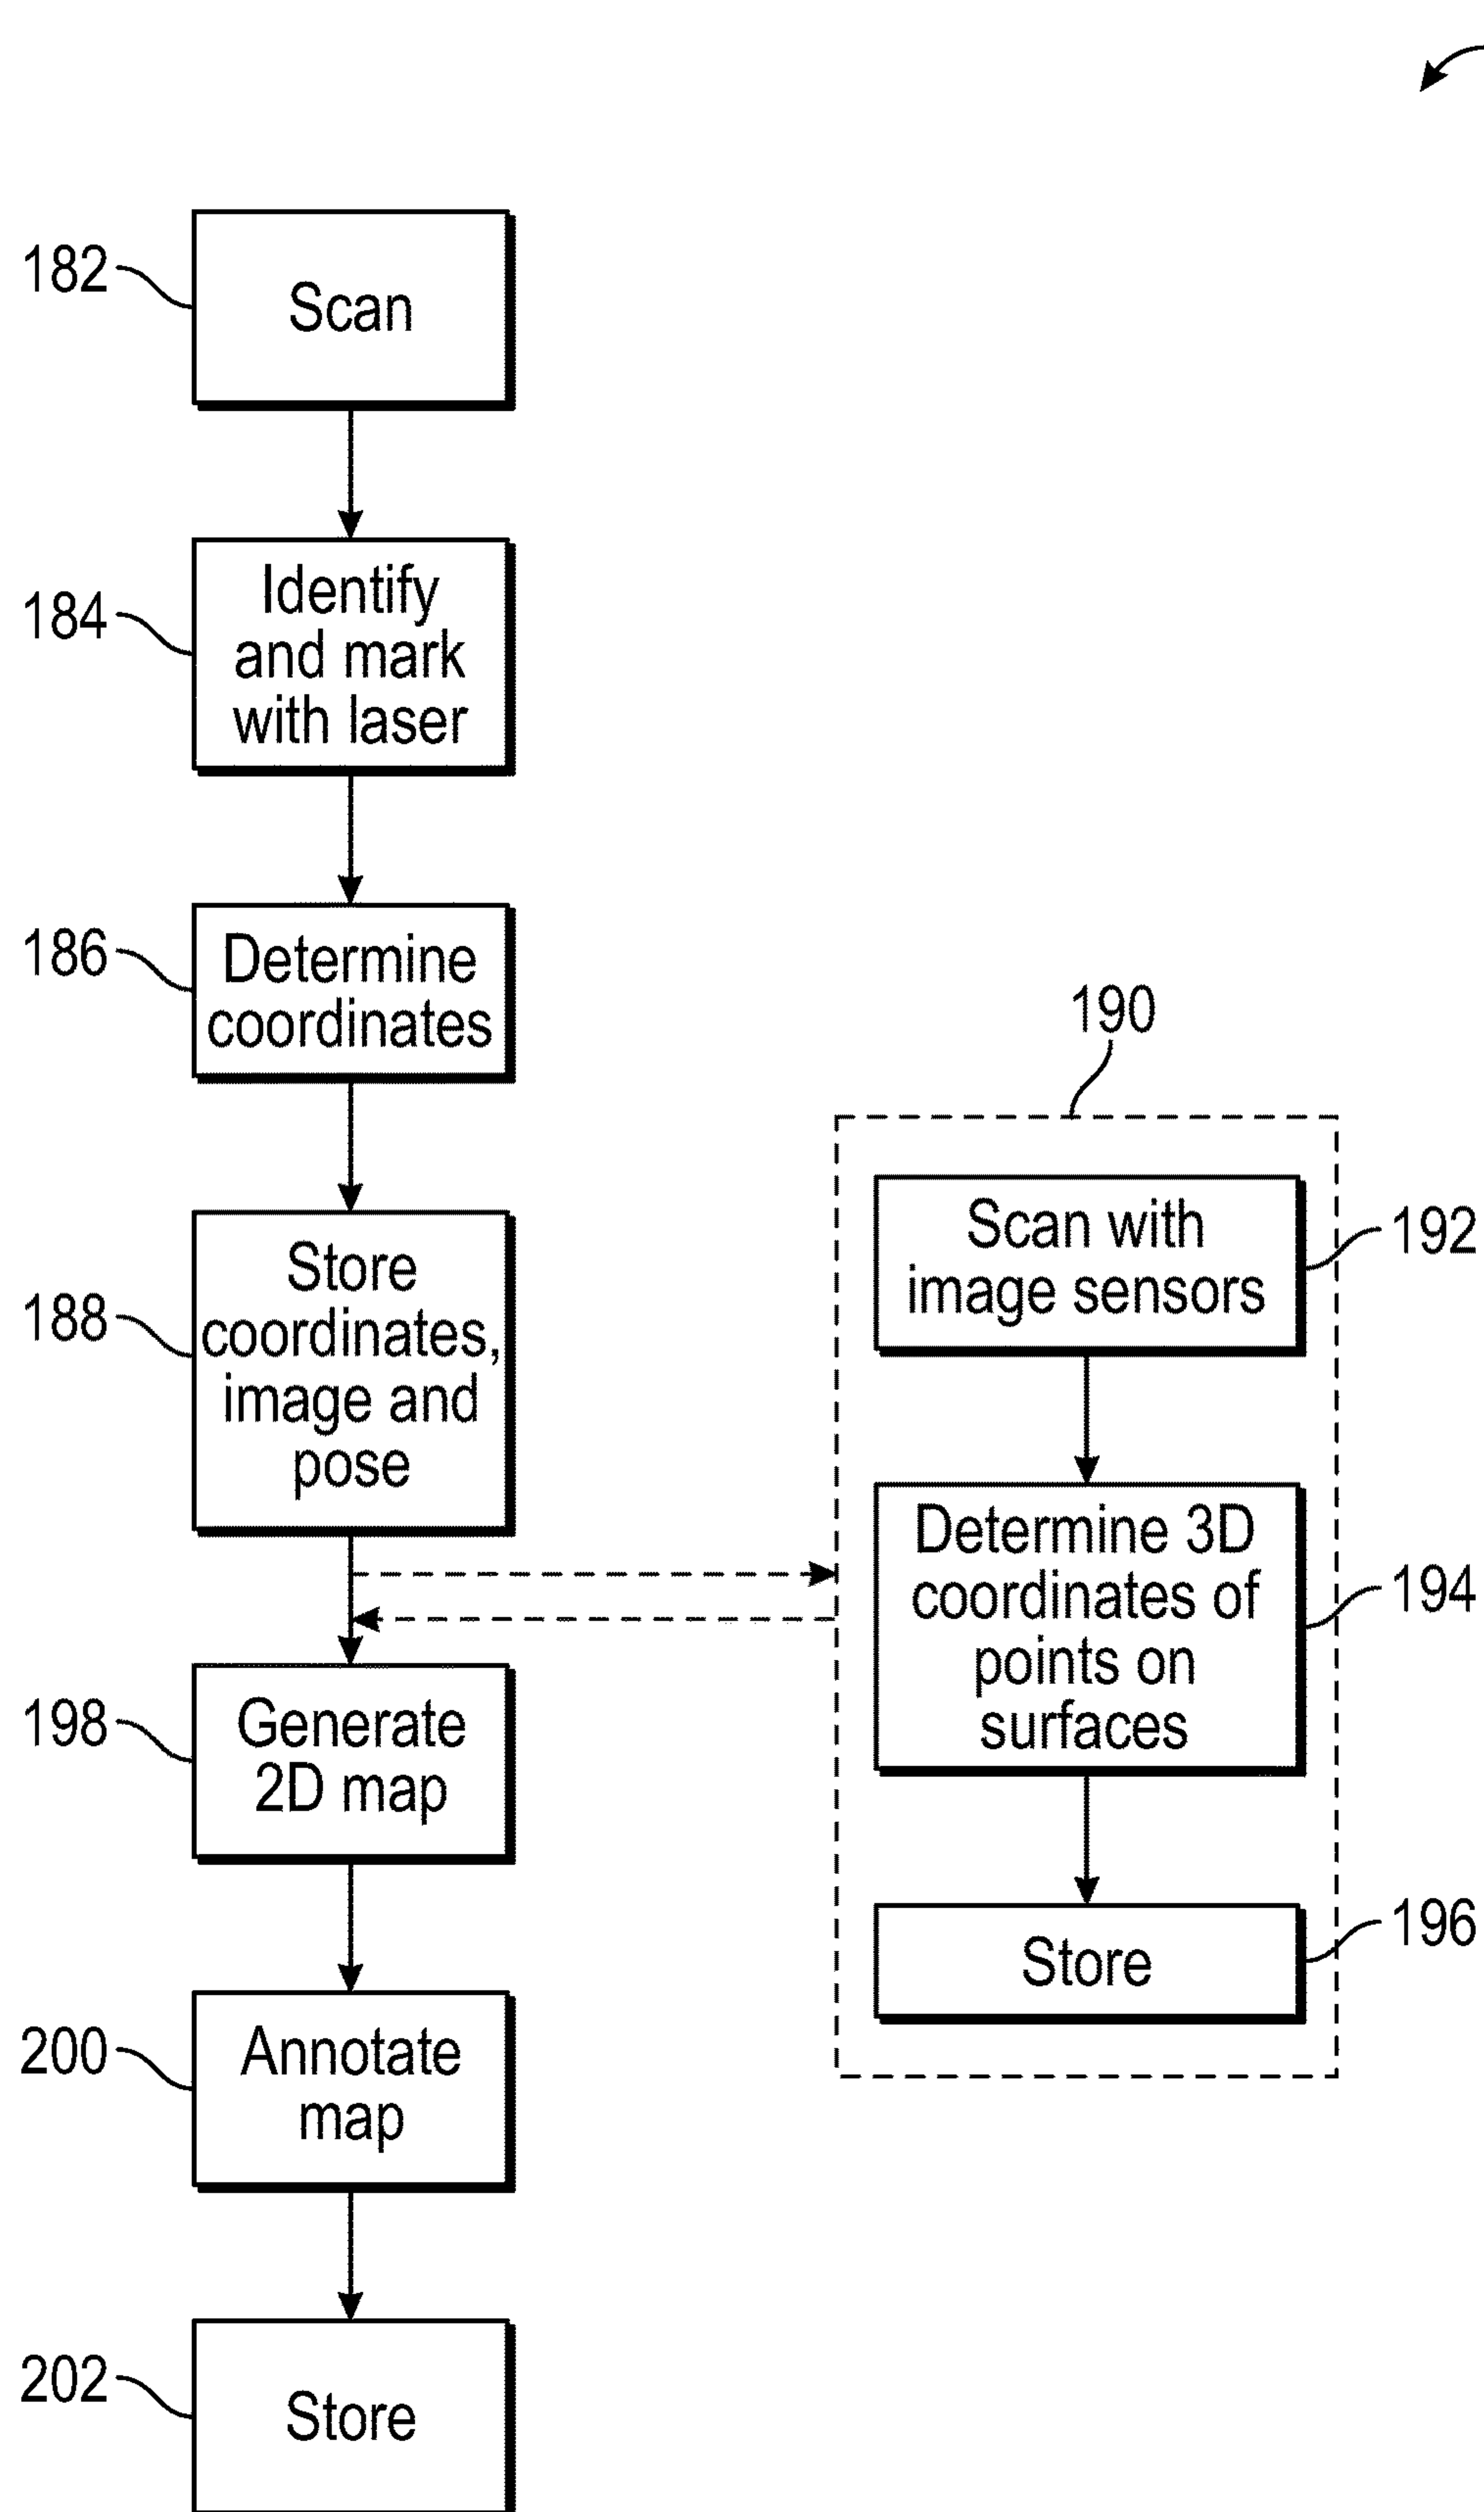 182
Scan
184
Identify
and mark
with laser
186
Determine
coordinates
188
Store
coordinates,
image and
pose
190
Scan with
image sensors
192
Determine 3D
coordinates of
points on
surfaces
194
Store
196
198
Generate
2D map
200
Annotate
map
202
Store